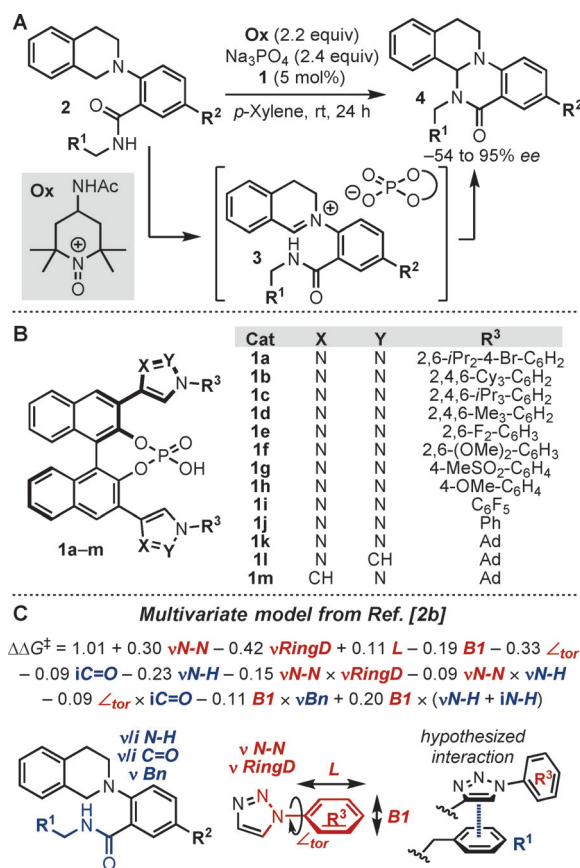 A
2
O
N
NH
R1
R2
Ox (2.2 equiv)
Na3PO4 (2.4 equiv)
1 (5 mol%)
p-Xylene, rt, 24 h
4
N
N
R1
O
R2
–54 to 95% ee
Ox
NHAc
+
N
O
+
N
H
N
3
R1
O
R2
⊖
O
P
O
O
O
B
X=Y
N–R3
O
O
P
O
OH
N–R3
X=Y
1a–m
Cat X Y R3
1a N N 2,6-iPr2-4-Br-C6H2
1b N N 2,4,6-Cy3-C6H2
1c N N 2,4,6-iPr3-C6H2
1d N N 2,4,6-Me3-C6H2
1e N N 2,6-F2-C6H3
1f N N 2,6-(OMe)2-C6H3
1g N N 4-MeSO2-C6H4
1h N N 4-OMe-C6H4
1i N N C6F5
1j N N Ph
1k N N Ad
1l N CH Ad
1m CH N Ad
C Multivariate model from Ref. [2b]
ΔΔG‡ = 1.01 + 0.30 νN-N – 0.42 νRingD + 0.11 L – 0.19 B1 – 0.33 ∠tor
– 0.09 iC=O – 0.23 νN-H – 0.15 νN-N × νRingD – 0.09 νN-N × νN-H
– 0.09 ∠tor × iC=O – 0.11 B1 × νBn + 0.20 B1 × (νN-H + iN-H)
ν/i N-H
ν/i C=O
ν Bn
N
R1
N
H
O
R2
ν N-N
ν RingD
L
N=N
N
R3
B1
∠tor
hypothesized
interaction
N=N
N
R3
R1